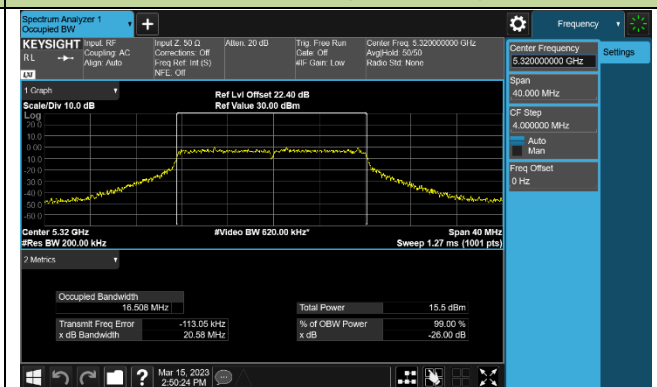 Spectrum Analyzer 1
Occupied BW
+
Frequency
KEYSIGHT
RL
LXI
Input: RF
Coupling: AC
Align: Auto
Input Z: 50 Ω
Corrections: Off
Freq Ref: Int (S)
NFE: Off
Atten: 20 dB
Trig: Free Run
Gate: Off
#IF Gain: Low
Center Freq: 5.320000000 GHz
Avg|Hold: 50/50
Radio Std: None
Center Frequency
5.320000000 GHz
Settings
Span
40.000 MHz
CF Step
4.000000 MHz
Auto
Man
Freq Offset
0 Hz
1 Graph
Scale/Div 10.0 dB
Ref Lvl Offset 22.40 dB
Ref Value 30.00 dBm
Log
20.0
10.0
0.00
-10.0
-20.0
-30.0
-40.0
-50.0
-60.0
Center 5.32 GHz
#Res BW 200.00 kHz
#Video BW 620.00 kHz*
Span 40 MHz
Sweep 1.27 ms (1001 pts)
2 Metrics
Occupied Bandwidth
16.508 MHz
Total Power 15.5 dBm
Transmit Freq Error -113.05 kHz
% of OBW Power 99.00 %
x dB Bandwidth 20.58 MHz
x dB -26.00 dB
?
Mar 15, 2023
2:50:24 PM